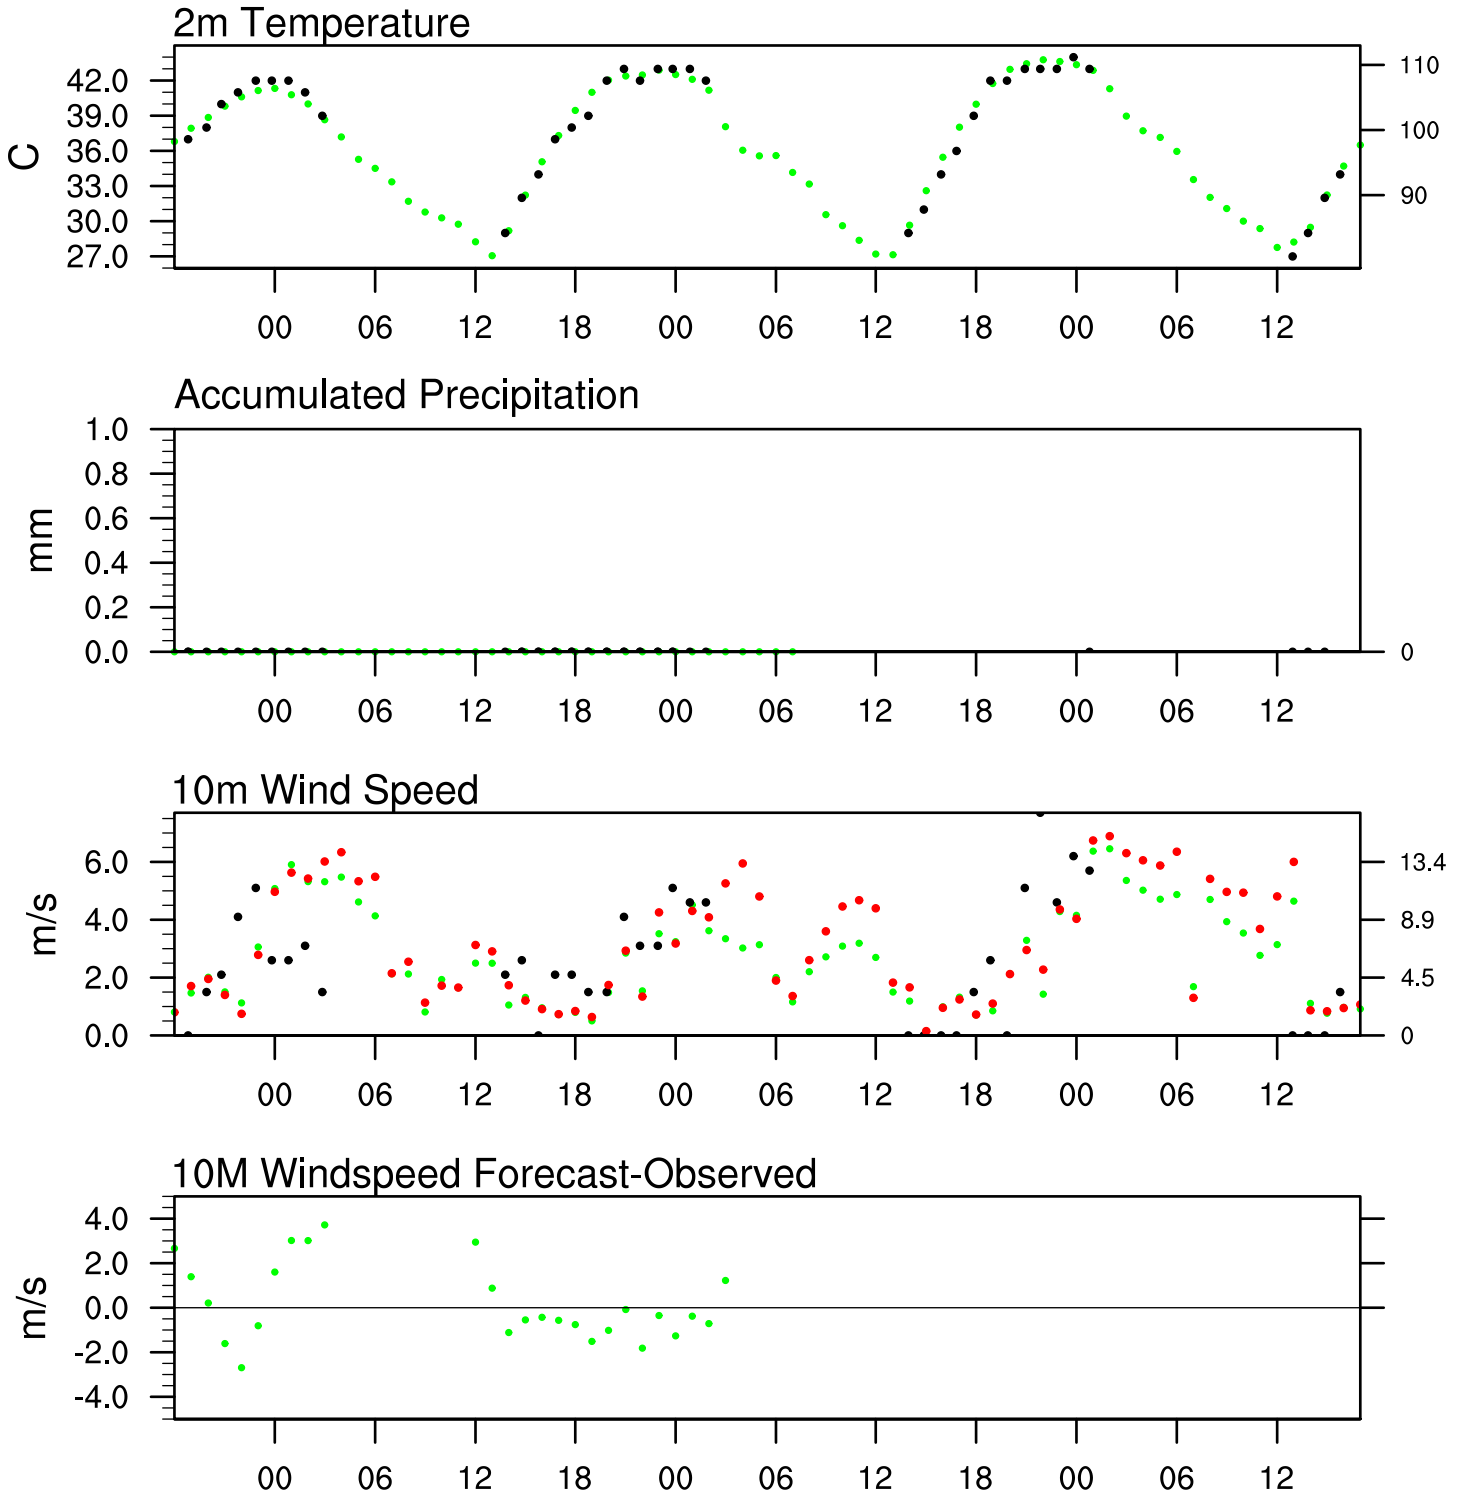 2m Temperature
42.0
39.0
36.0
33.0
30.0
27.0
C
110
100
90
00 06 12 18 00 06 12 18 00 06 12
Accumulated Precipitation
1.0
0.8
0.6
0.4
0.2
0.0
mm
0
00 06 12 18 00 06 12 18 00 06 12
10m Wind Speed
6.0
4.0
2.0
0.0
m/s
13.4
8.9
4.5
0
00 06 12 18 00 06 12 18 00 06 12
10M Windspeed Forecast-Observed
4.0
2.0
0.0
-2.0
-4.0
m/s
00 06 12 18 00 06 12 18 00 06 12